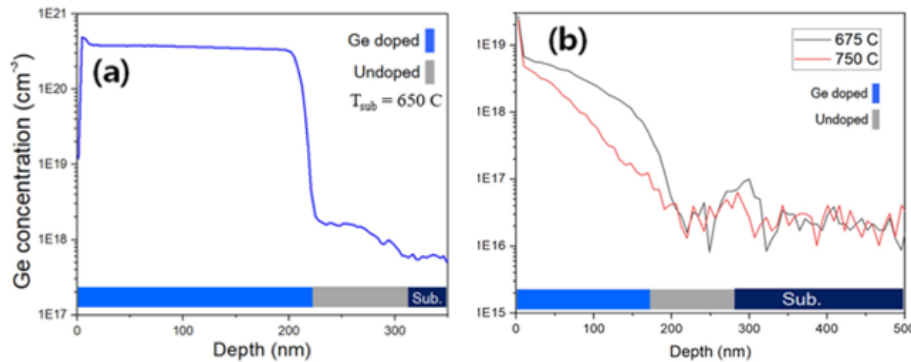 (a)
Ge doped
Undoped
T_sub = 650 C
1E21
1E20
1E19
1E18
1E17
Ge concentration (cm⁻³)
Sub.
0 100 200 300
Depth (nm)
(b)
675 C
750 C
Ge doped
Undoped
1E19
1E18
1E17
1E16
1E15
Sub.
0 100 200 300 400 500
Depth (nm)